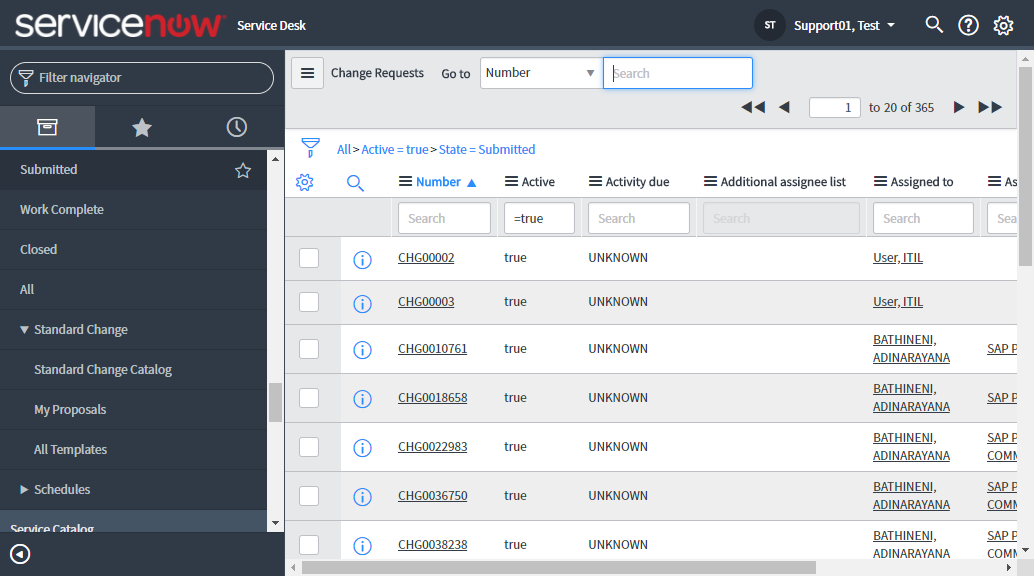 servicenow Service Desk ST Support01, Test
Filter navigator
Submitted
Work Complete
Closed
All
Standard Change
Standard Change Catalog
My Proposals
All Templates
Schedules
Service Catalog
Change Requests Go to Number Search
1 to 20 of 365
All > Active = true > State = Submitted
Number Active Activity due Additional assignee list Assigned to As
Search =true Search Search Search Sea
CHG00002 true UNKNOWN User, ITIL
CHG00003 true UNKNOWN User, ITIL
CHG0010761 true UNKNOWN BATHINENI, ADINARAYANA SAP P
CHG0018658 true UNKNOWN BATHINENI, ADINARAYANA SAP P
CHG0022983 true UNKNOWN BATHINENI, ADINARAYANA SAP P COMM
CHG0036750 true UNKNOWN BATHINENI, ADINARAYANA SAP P COMM
CHG0038238 true UNKNOWN BATHINENI, ADINARAYANA SAP P COMM